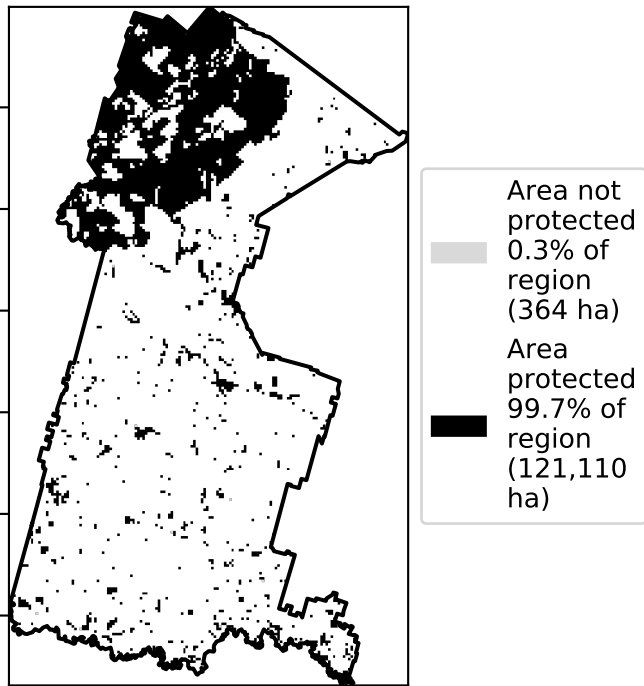 Area not
protected
0.3% of
region
(364 ha)
Area
protected
99.7% of
region
(121,110
ha)